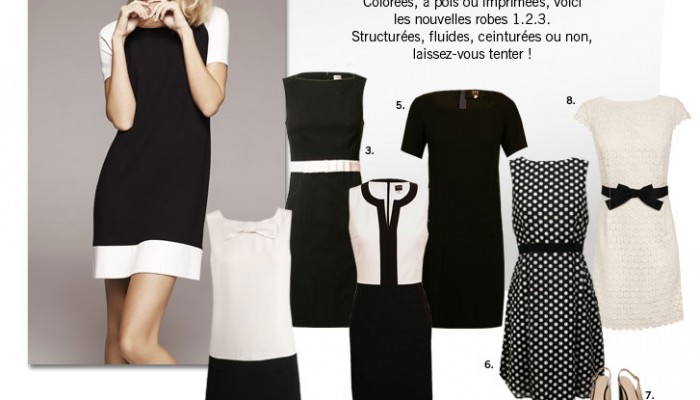 Colorées, à pois ou imprimées, voici
les nouvelles robes 1.2.3.
Structurées, fluides, ceinturées ou non,
laissez-vous tenter !
5.
8.
3.
6.
7.